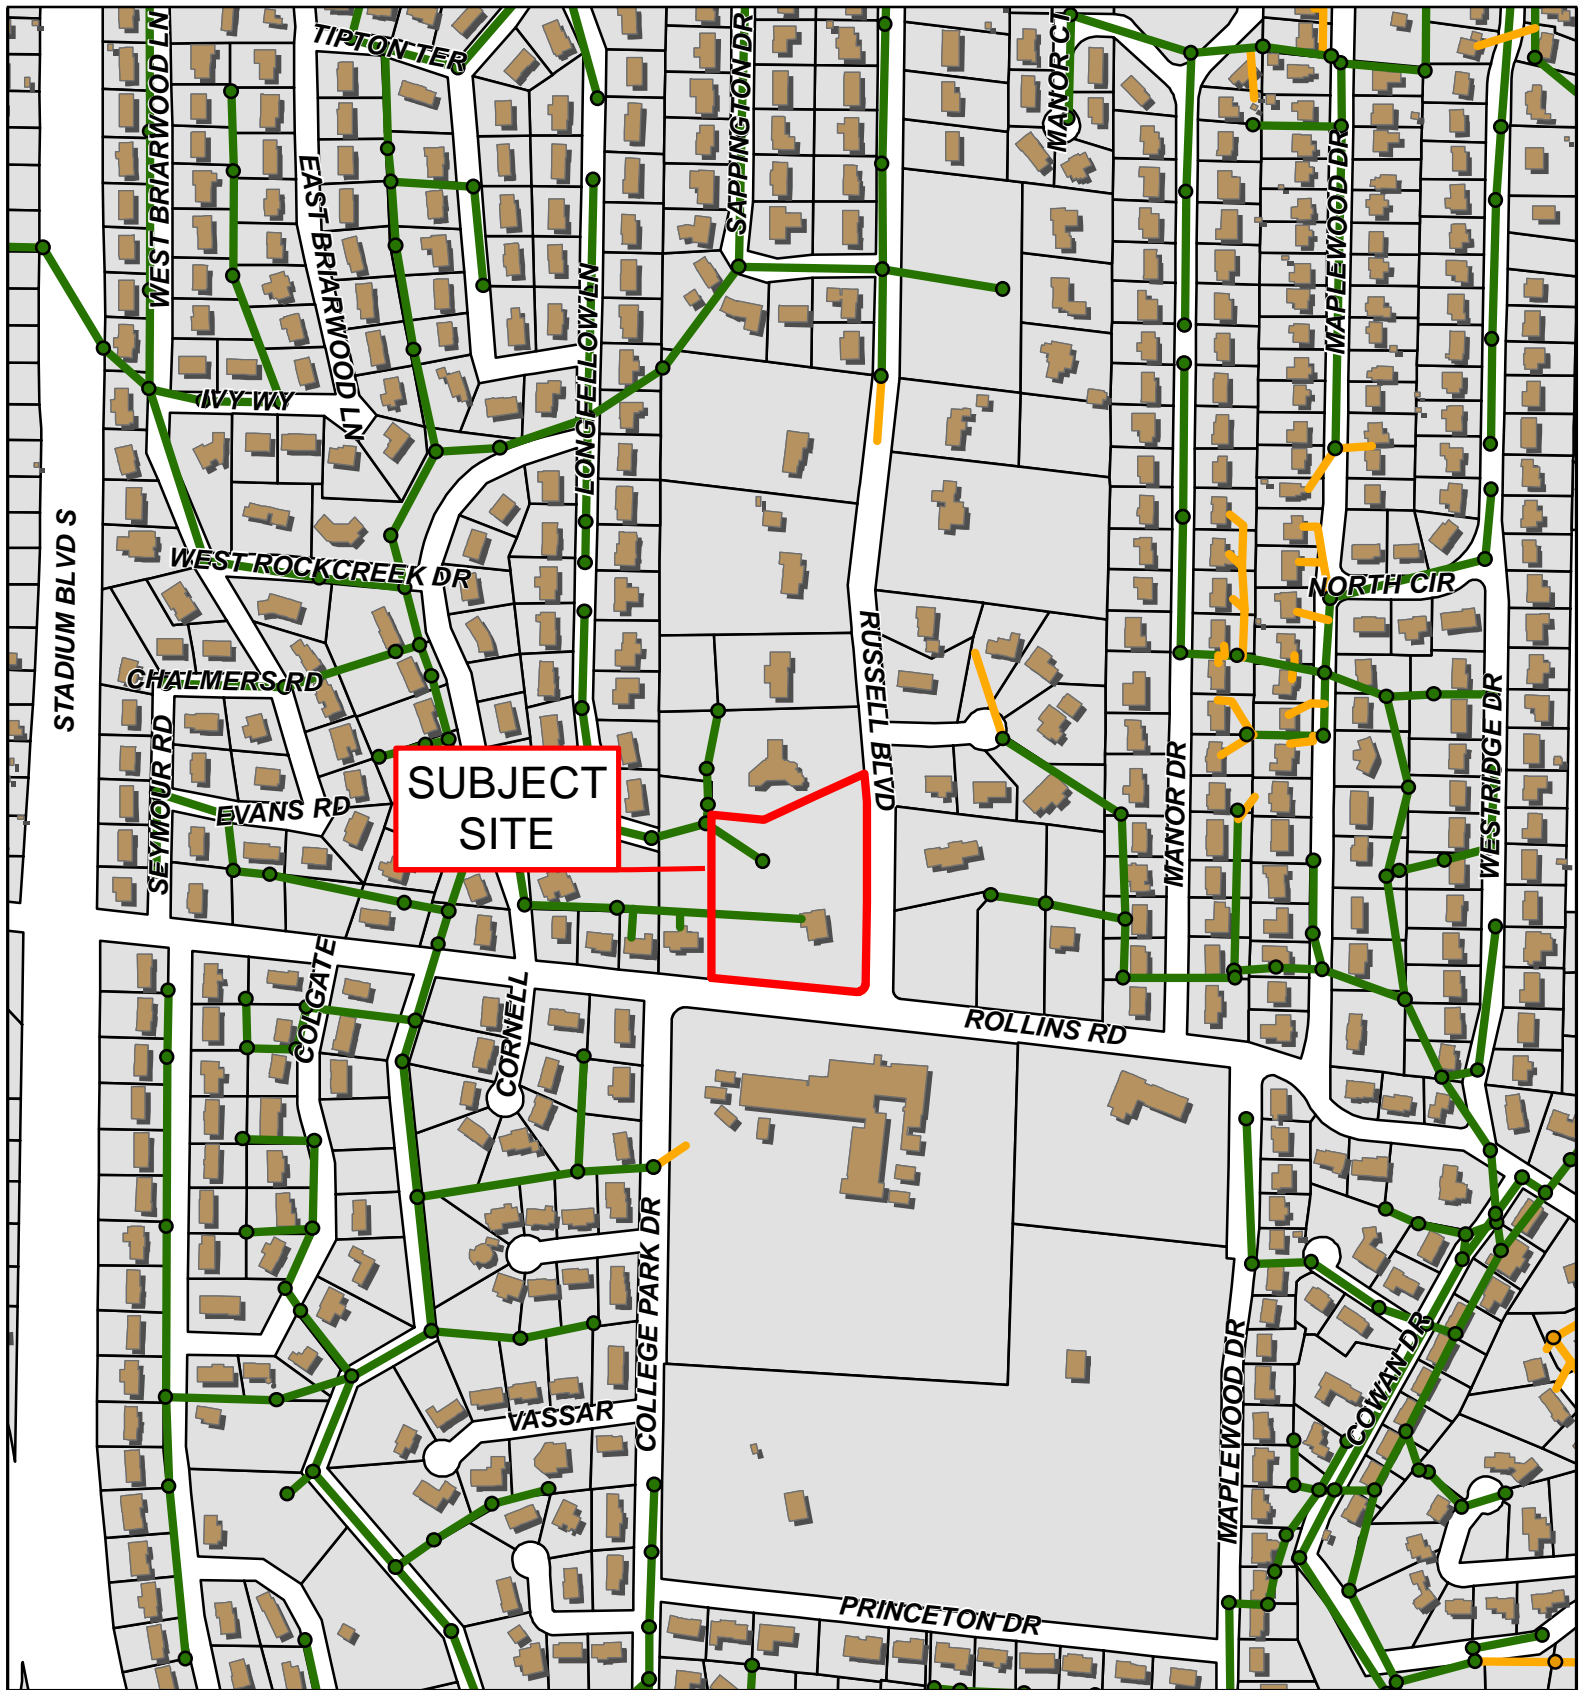 TIPTON TER
WEST BRIARWOOD LN
EAST BRIARWOOD LN
SAPPINGTON DR
MANOR CT
MAPLEWOOD DR
LONGFELLOW LN
IVY WY
STADIUM BLVD S
WEST ROCKCREEK DR
NORTH CIR
CHALMERS RD
SEYMOUR RD
EVANS RD
RUSSELL BLVD
MANOR DR
WESTRIDGE DR
SUBJECT
SITE
COLGATE
CORNELL
ROLLINS RD
COLLEGE PARK DR
VASSAR
MAPLEWOOD DR
COWAN DR
PRINCETON DR